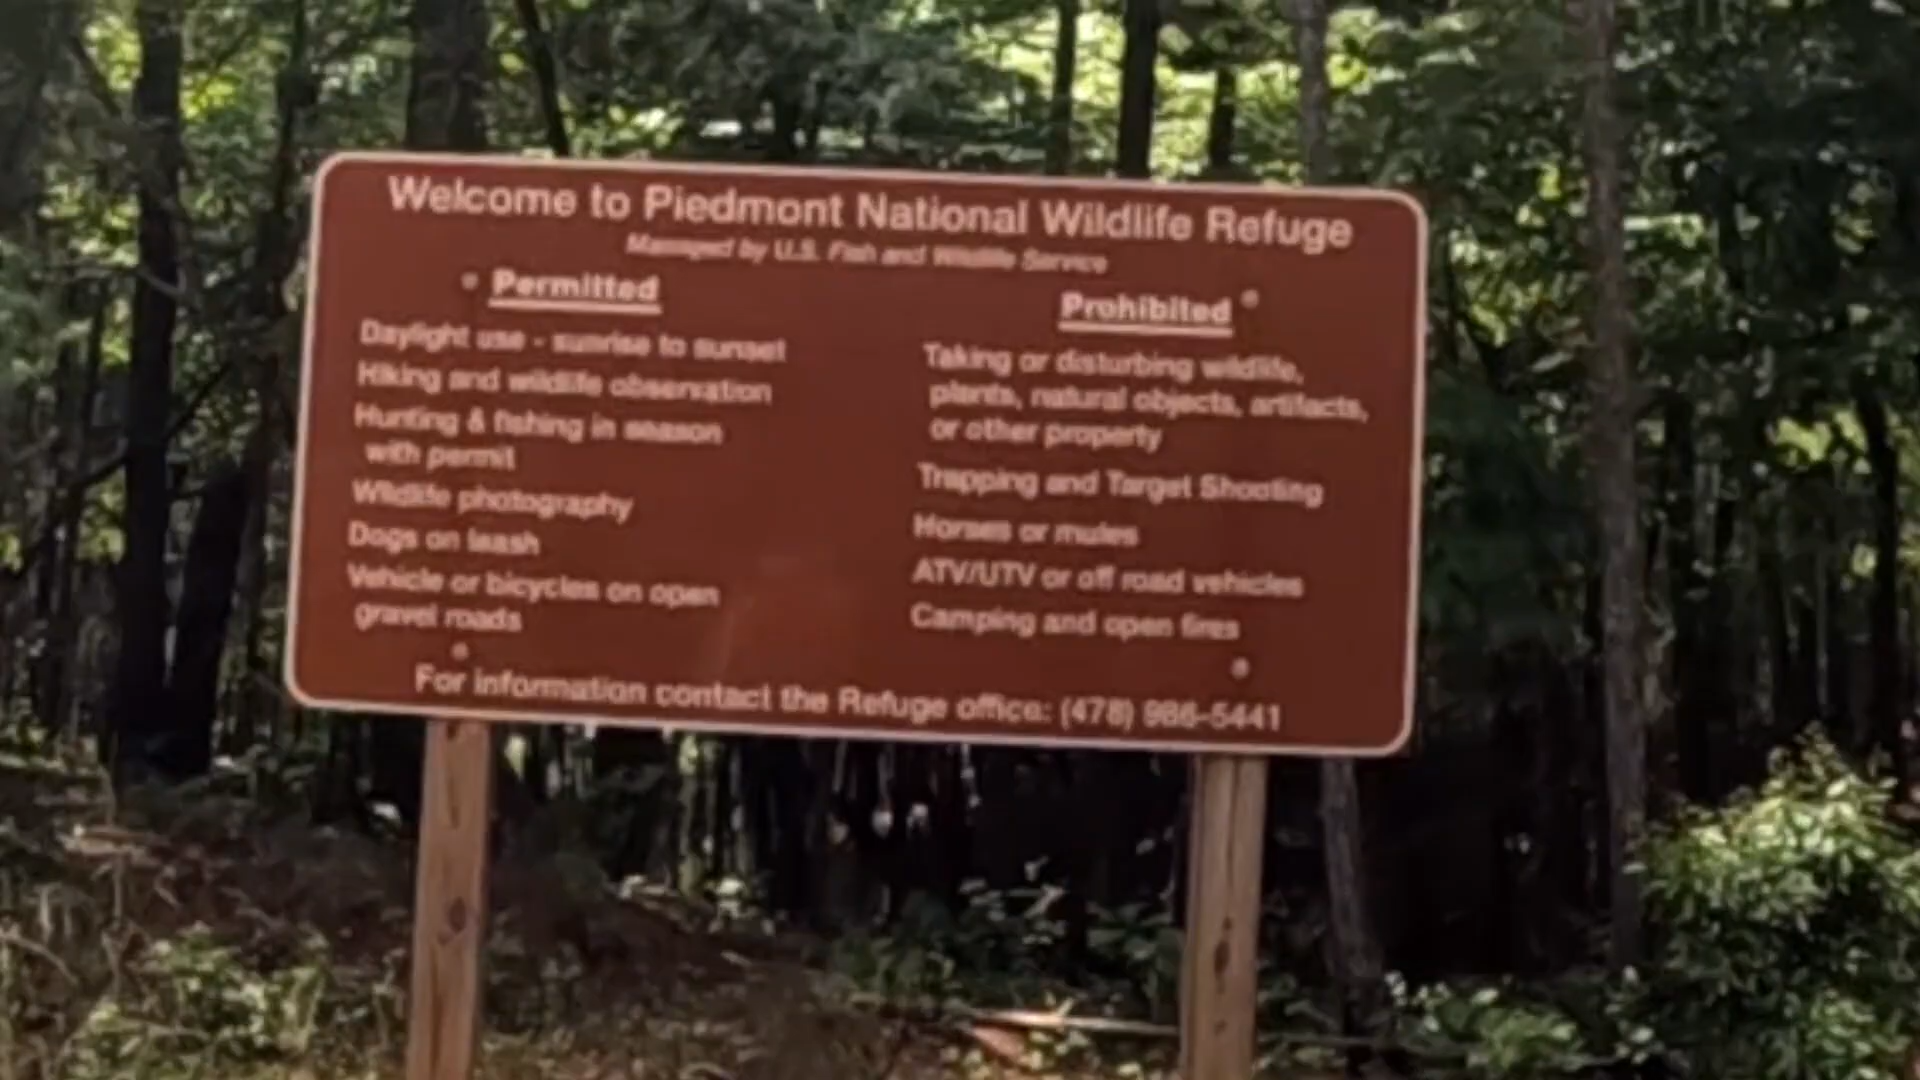 Welcome to Piedmont National Wildlife Refuge
Managed by U.S. Fish and Wildlife Service
Permitted
Daylight use - sunrise to sunset
Hiking and wildlife observation
Hunting & fishing in season
with permit
Wildlife photography
Dogs on leash
Vehicle or bicycles on open
gravel roads
Prohibited
Taking or disturbing wildlife,
plants, natural objects, artifacts,
or other property
Trapping and Target Shooting
Horses or mules
ATV/UTV or off road vehicles
Camping and open fires
For information contact the Refuge office: (478) 986-5441